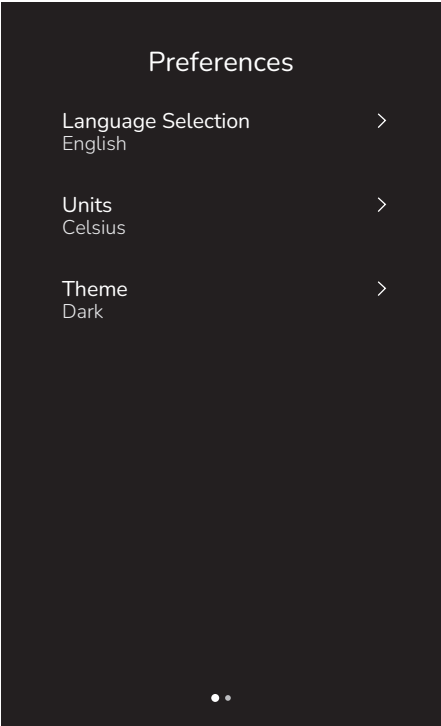 Preferences
Language Selection
English
Units
Celsius
Theme
Dark